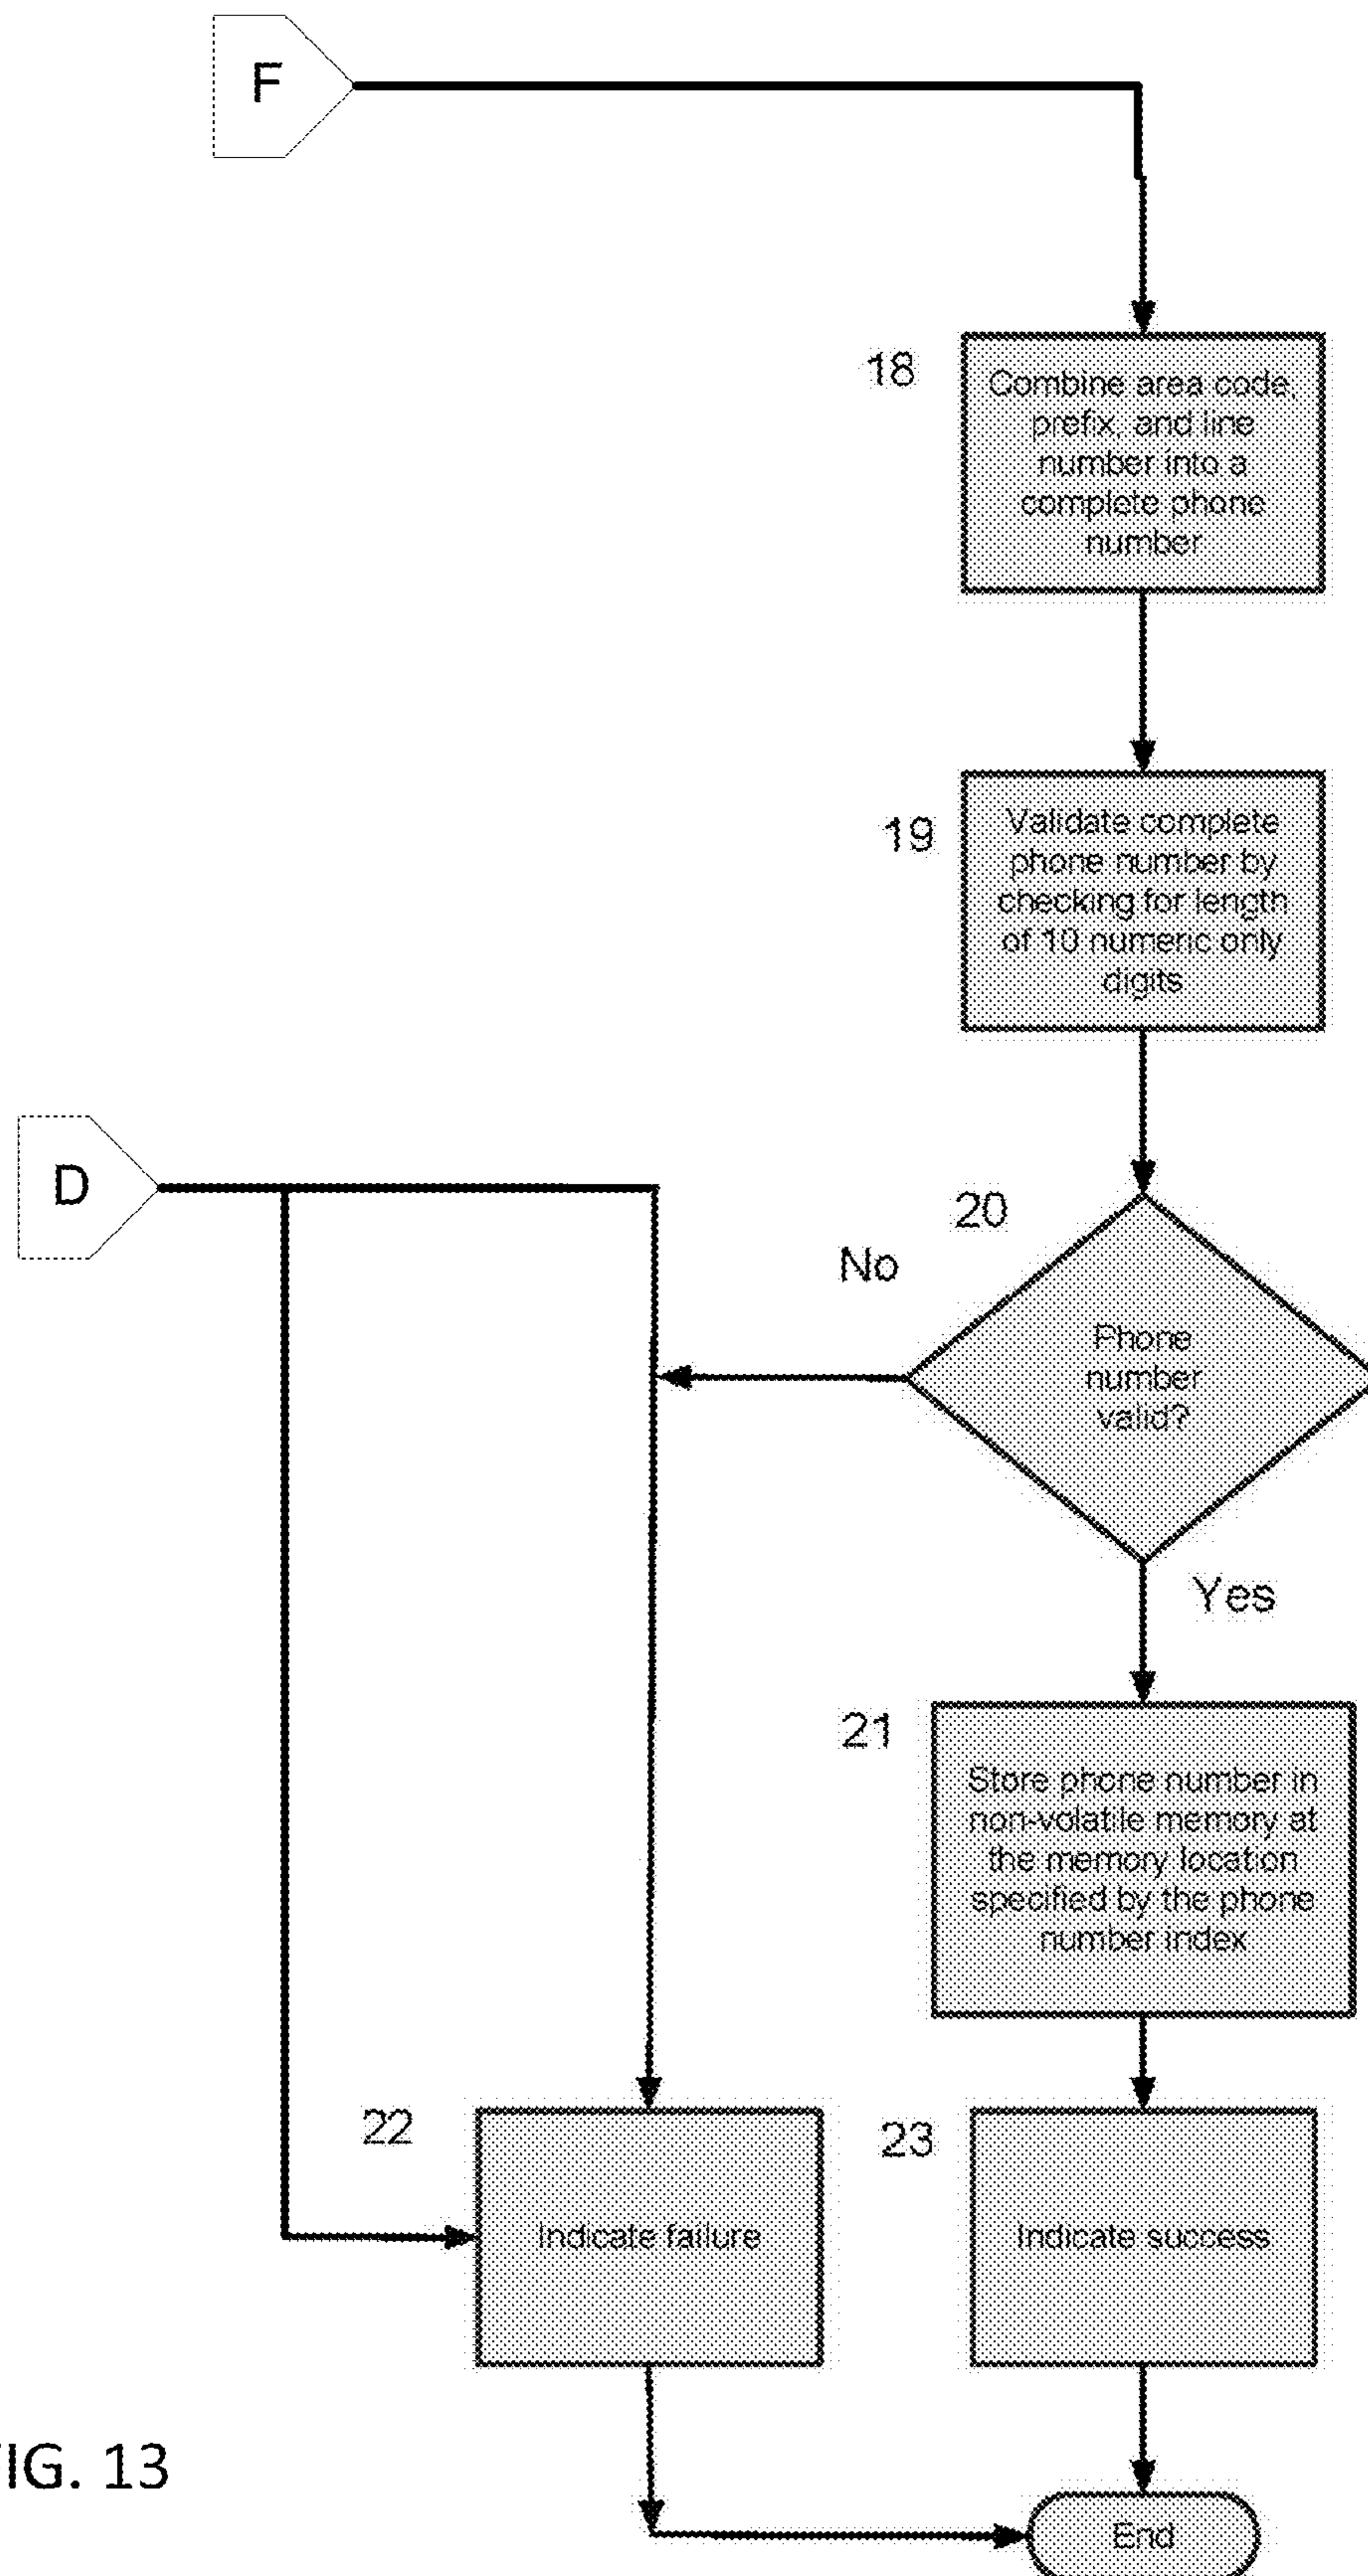 F
18
Combine area code,
prefix, and line
number into a
complete phone
number
19
Validate complete
phone number by
checking for length
of 10 numeric only
digits
D
20
No
Phone
number
valid?
Yes
21
Store phone number in
non-volatile memory at
the memory location
specified by the phone
number index
22
23
Indicate failure
Indicate success
FIG. 13
End